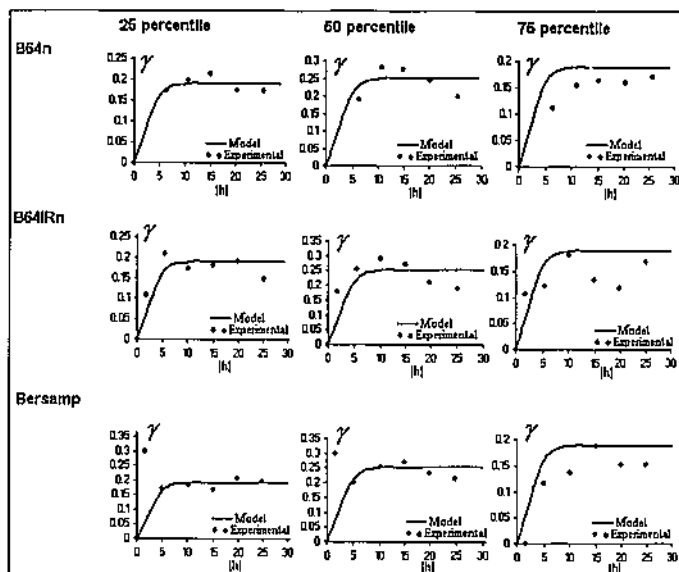 25 percentile 50 percentile 75 percentile
B64n
γ γ γ
0.25 0.3 0.2
0.2 0.25 0.15
0.15 0.2 0.1
0.1 0.15 0.05
0.05 0.1 0
0 0.05
0
Model Model Model
Experimental Experimental Experimental
0 5 10 15 20 25 30 0 5 10 15 20 25 30 0 5 10 15 20 25 30
[h] [h] [h]
B64IRn
γ γ γ
0.25 0.35 0.2
0.2 0.3 0.15
0.15 0.25 0.1
0.1 0.2 0.05
0.05 0.15 0
0 0.1
0.05
0
Model Model Model
Experimental Experimental Experimental
0 5 10 15 20 25 30 0 5 10 15 20 25 30 0 5 10 15 20 25 30
[h] [h] [h]
Bersamp
γ γ γ
0.35 0.35 0.2
0.3 0.3 0.15
0.25 0.25 0.1
0.2 0.2 0.05
0.15 0.15 0
0.1 0.1
0.05 0.05
0 0
Model Model Model
Experimental Experimental Experimental
0 5 10 15 20 25 30 0 5 10 15 20 25 30 0 5 10 15 20 25 30
[h] [h] [h]